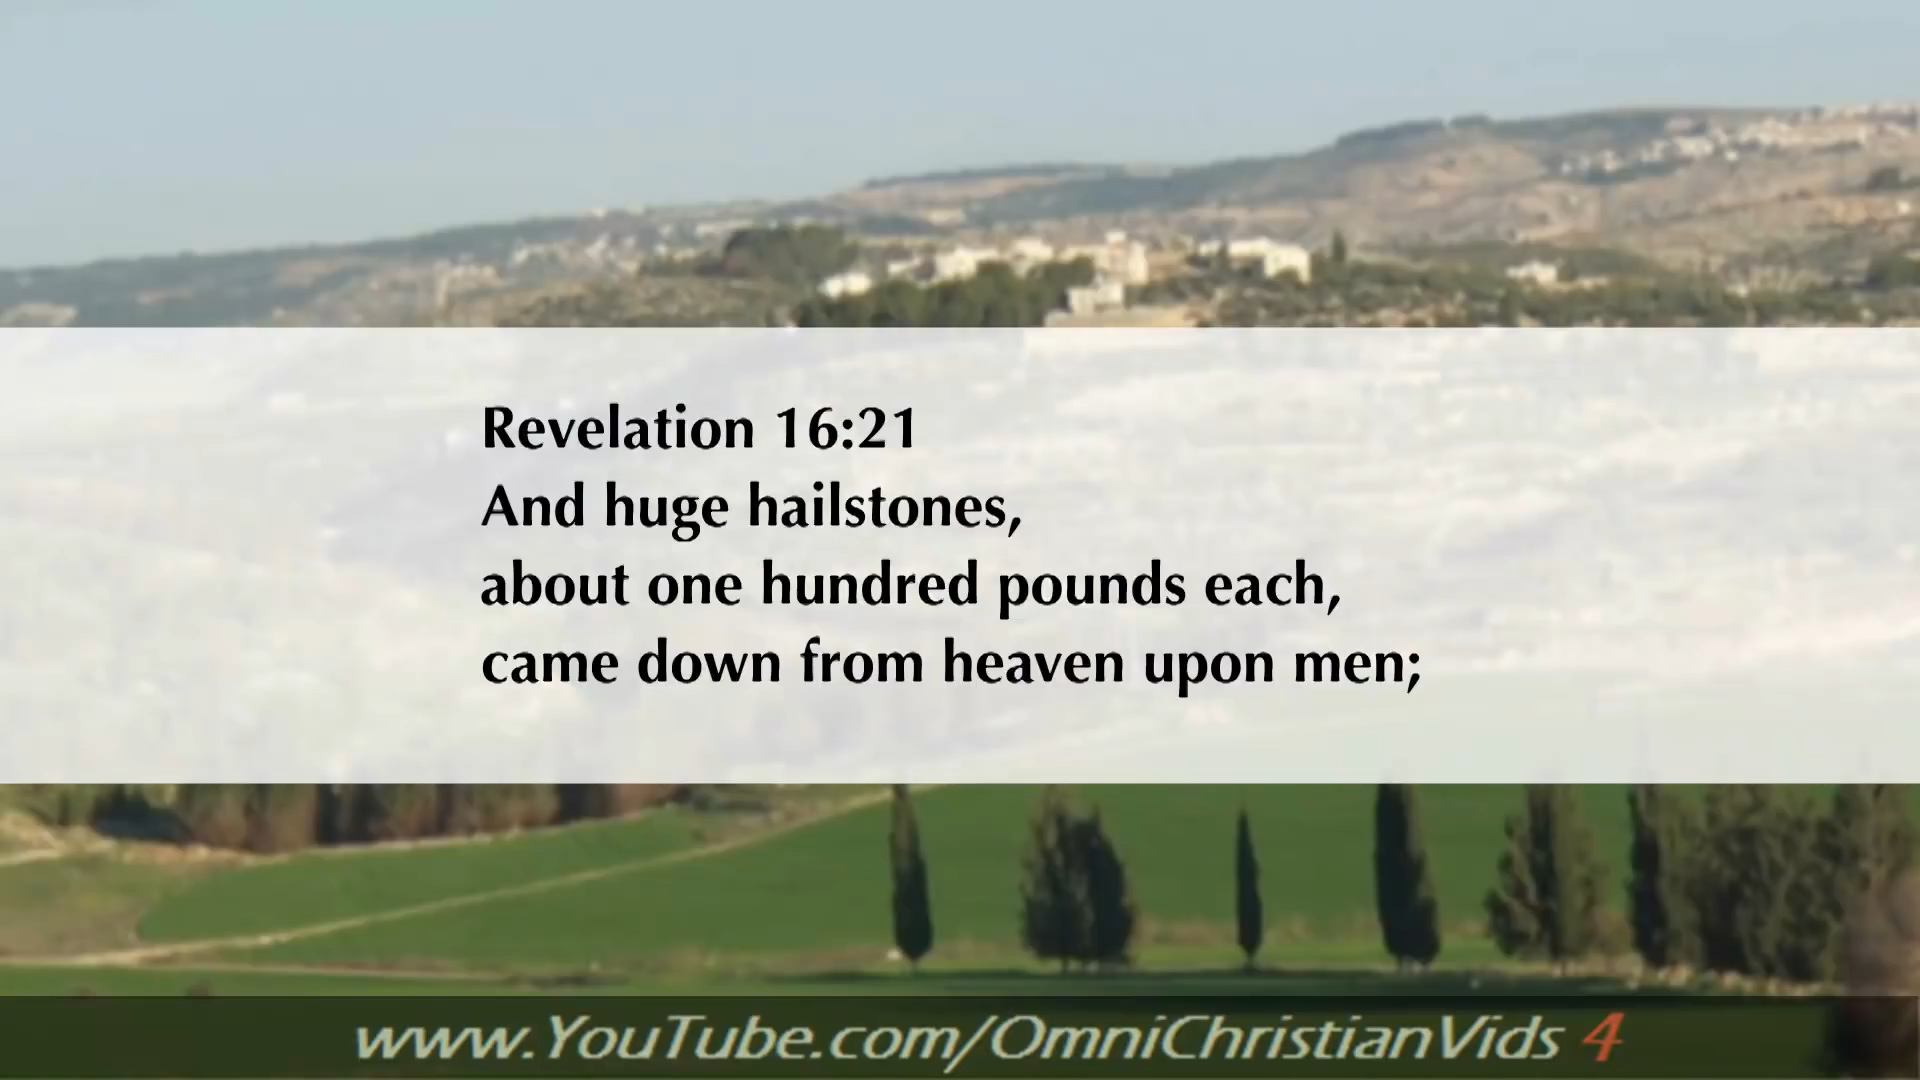 Revelation 16:21
And huge hailstones,
about one hundred pounds each,
came down from heaven upon men;
www.YouTube.com/OmniChristianVids 4